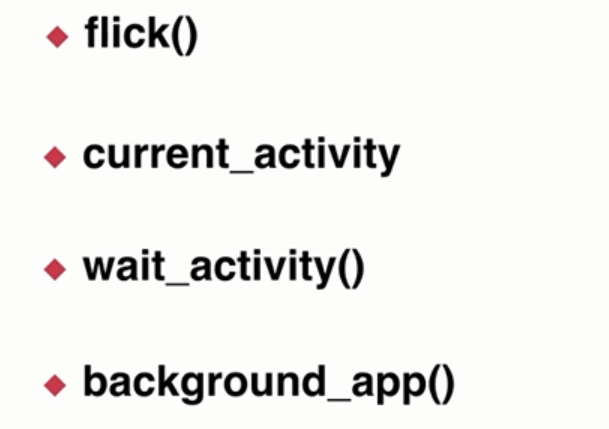 flick()
current_activity
wait_activity()
background_app()